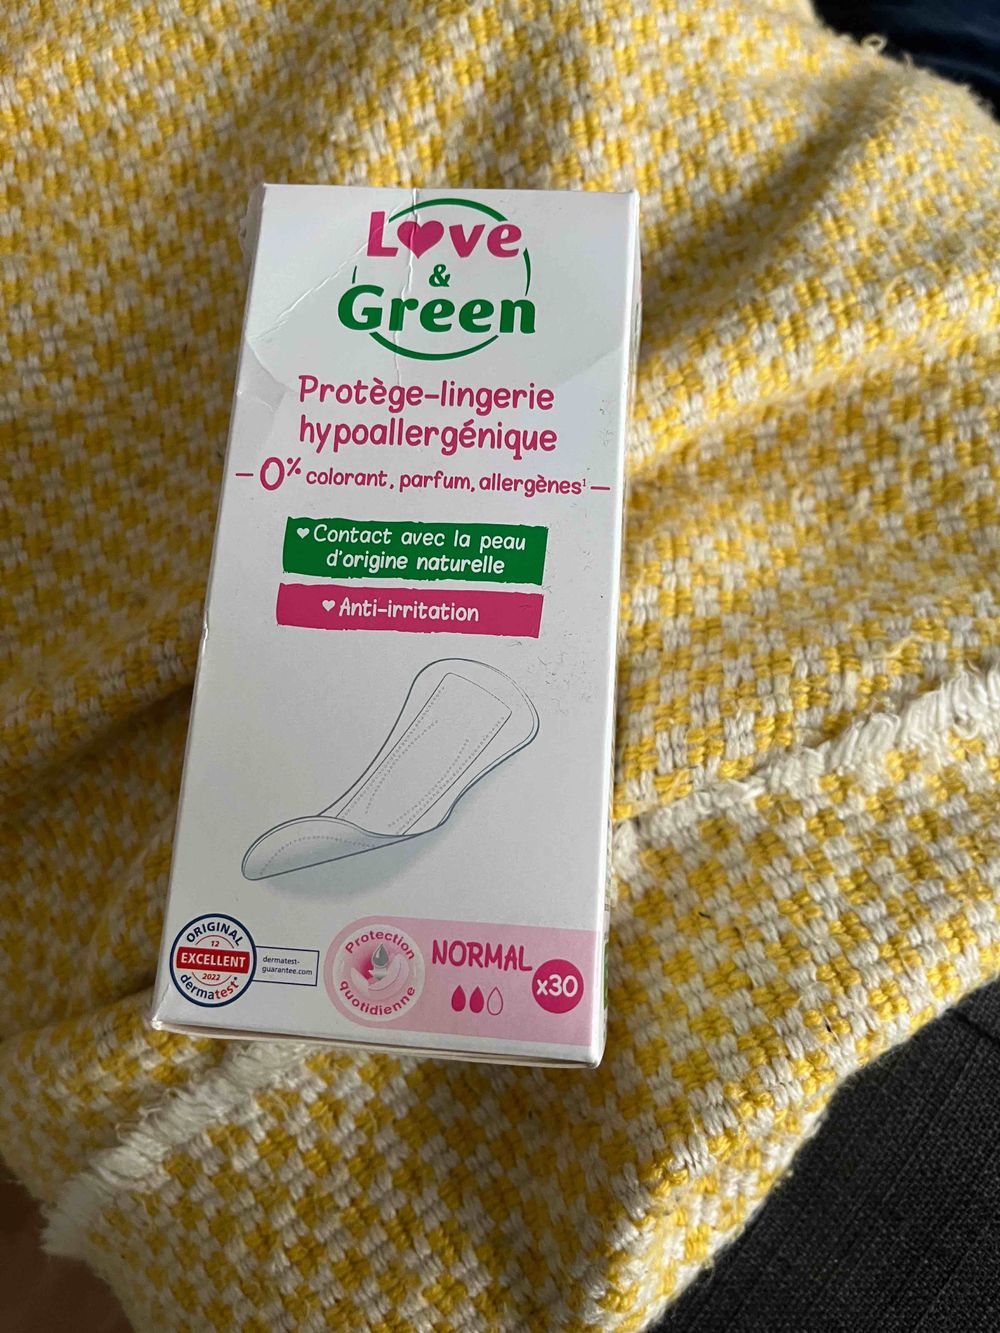 Love
&
Green
Protège-lingerie
hypoallergénique
0% colorant, parfum, allergènes¹
Contact avec la peau
d'origine naturelle
Anti-irritation
ORIGINAL
12
EXCELLENT
2022
dermatest®
dermatest-
guarantee.com
Protection
quotidienne
NORMAL
x30